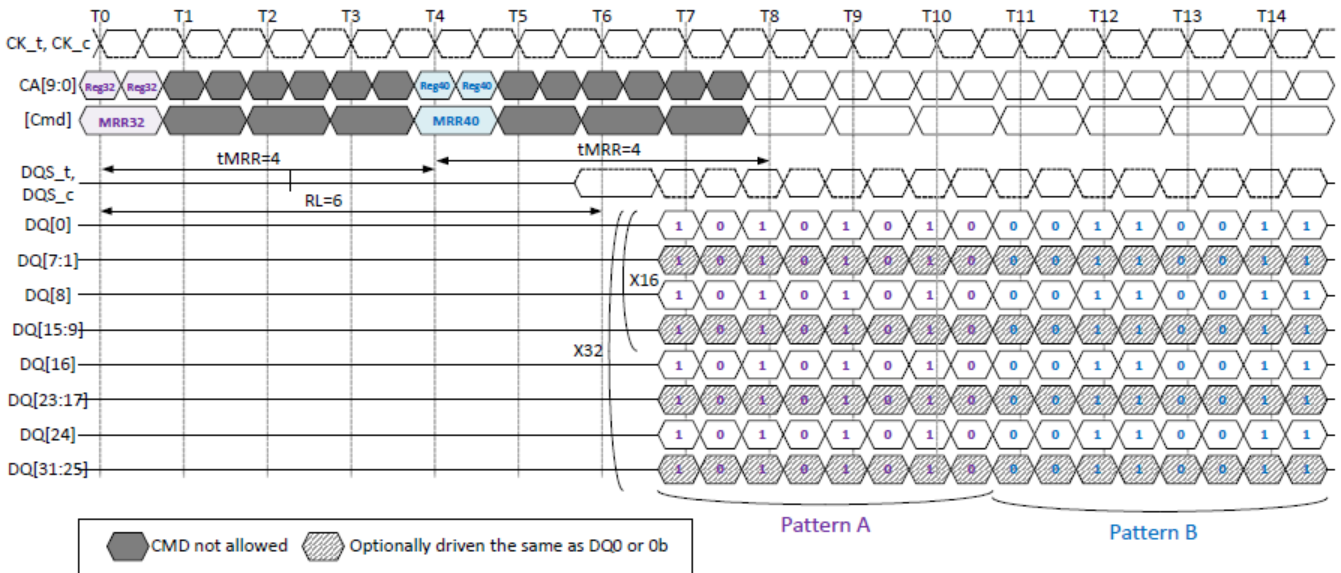 T0 T1 T2 T3 T4 T5 T6 T7 T8 T9 T10 T11 T12 T13 T14
CK_t, CK_c
CA[9:0] Reg32 Reg32 Reg40 Reg40
[Cmd] MRR32 MRR40
tMRR=4 tMRR=4
DQS_t,
DQS_c
RL=6
DQ[0] 1 0 1 0 1 0 1 0 0 0 1 1 0 0 1 1
DQ[7:1] 1 0 1 0 1 0 1 0 0 0 1 1 0 0 1 1
X16
DQ[8] 1 0 1 0 1 0 1 0 0 0 1 1 0 0 1 1
DQ[15:9] 1 0 1 0 1 0 1 0 0 0 1 1 0 0 1 1
X32
DQ[16] 1 0 1 0 1 0 1 0 0 0 1 1 0 0 1 1
DQ[23:17] 1 0 1 0 1 0 1 0 0 0 1 1 0 0 1 1
DQ[24] 1 0 1 0 1 0 1 0 0 0 1 1 0 0 1 1
DQ[31:25] 1 0 1 0 1 0 1 0 0 0 1 1 0 0 1 1
Pattern A Pattern B
CMD not allowed Optionally driven the same as DQ0 or 0b